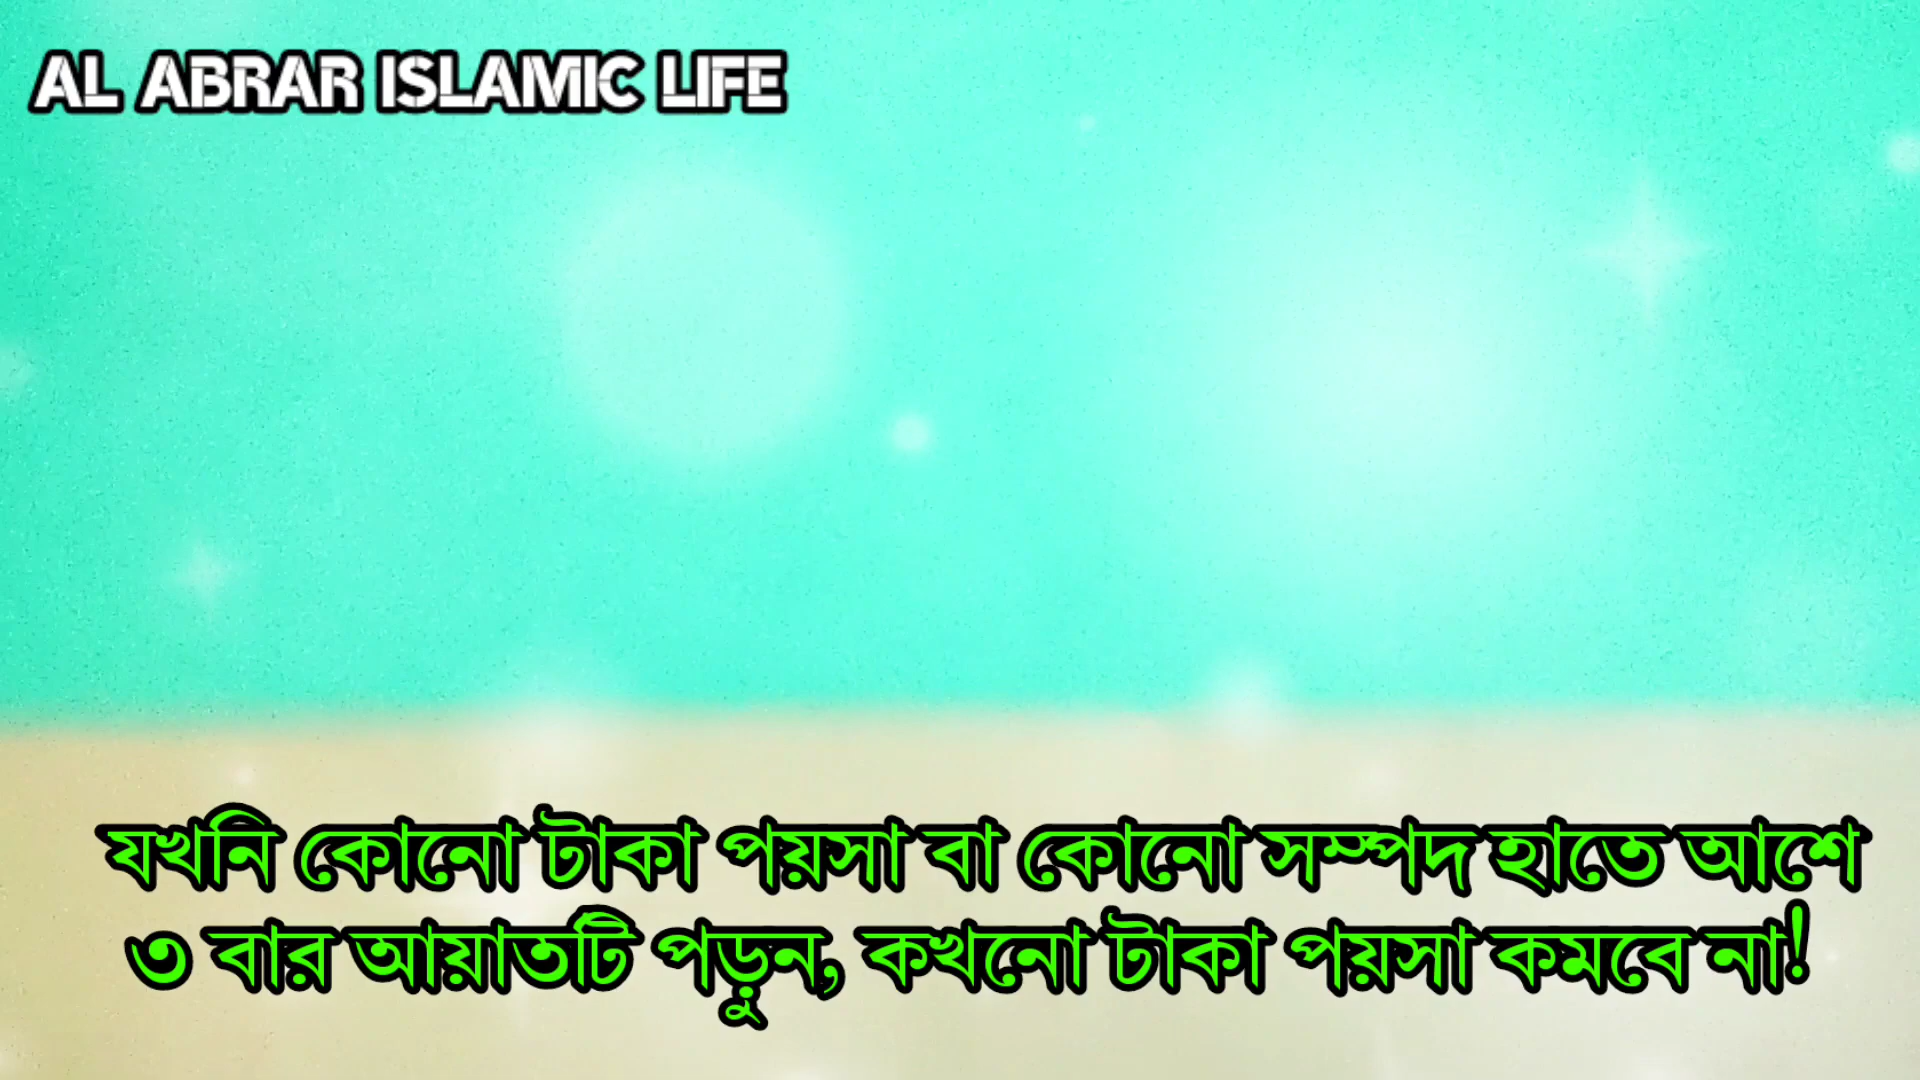 AL ABRAR ISLAMIC LIFE
যখনি কোনো টাকা পয়সা বা কোনো সম্পদ হাতে আশে
৩ বার আয়াতটি পড়ুন, কখনো টাকা পয়সা কমবে না!